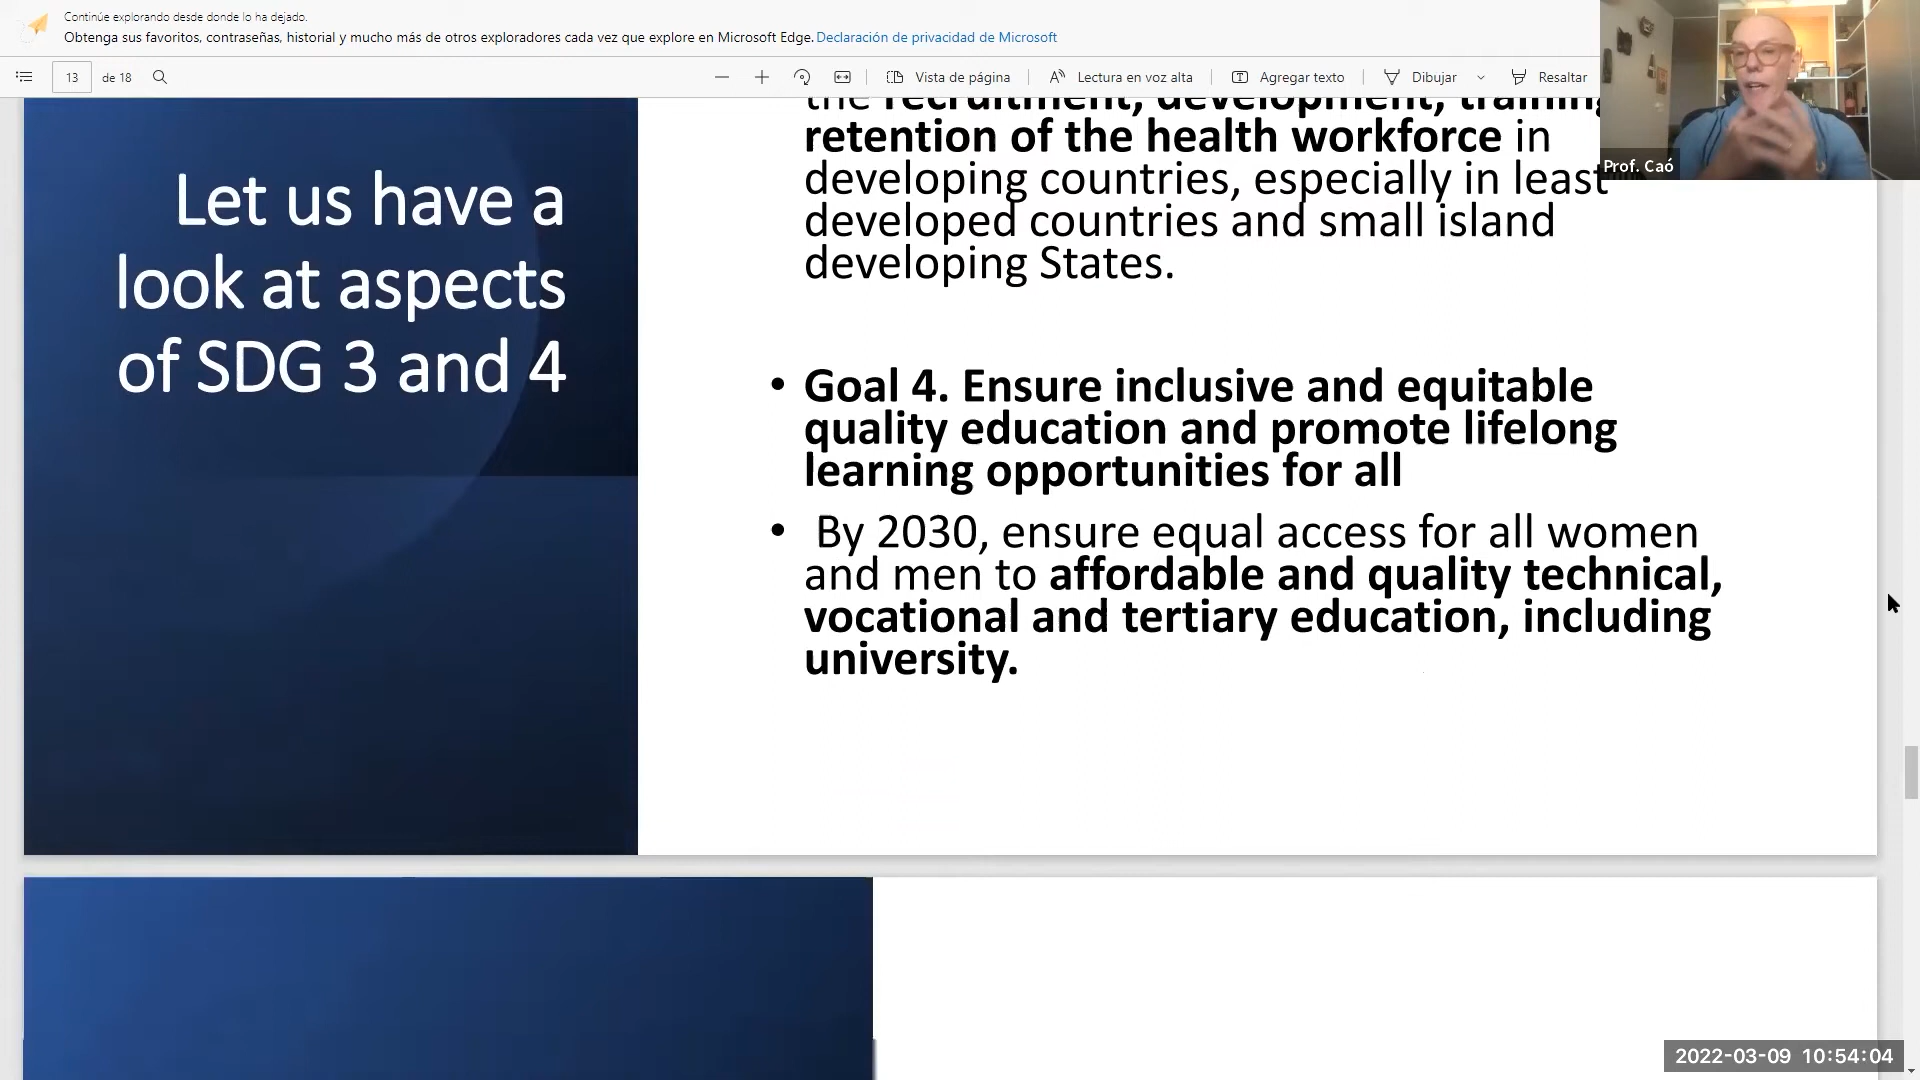 Continúe explorando desde donde lo ha dejado.
Obtenga sus favoritos, contraseñas, historial y mucho más de otros exploradores cada vez que explore en Microsoft Edge. Declaración de privacidad de Microsoft
13 de 18 Vista de página Lectura en voz alta Agregar texto Dibujar Resaltar
Prof. Caó
Let us have a
look at aspects
of SDG 3 and 4
the recruitment, development, training
retention of the health workforce in
developing countries, especially in least
developed countries and small island
developing States.
• Goal 4. Ensure inclusive and equitable
quality education and promote lifelong
learning opportunities for all
• By 2030, ensure equal access for all women
and men to affordable and quality technical,
vocational and tertiary education, including
university.
2022-03-09 10:54:04